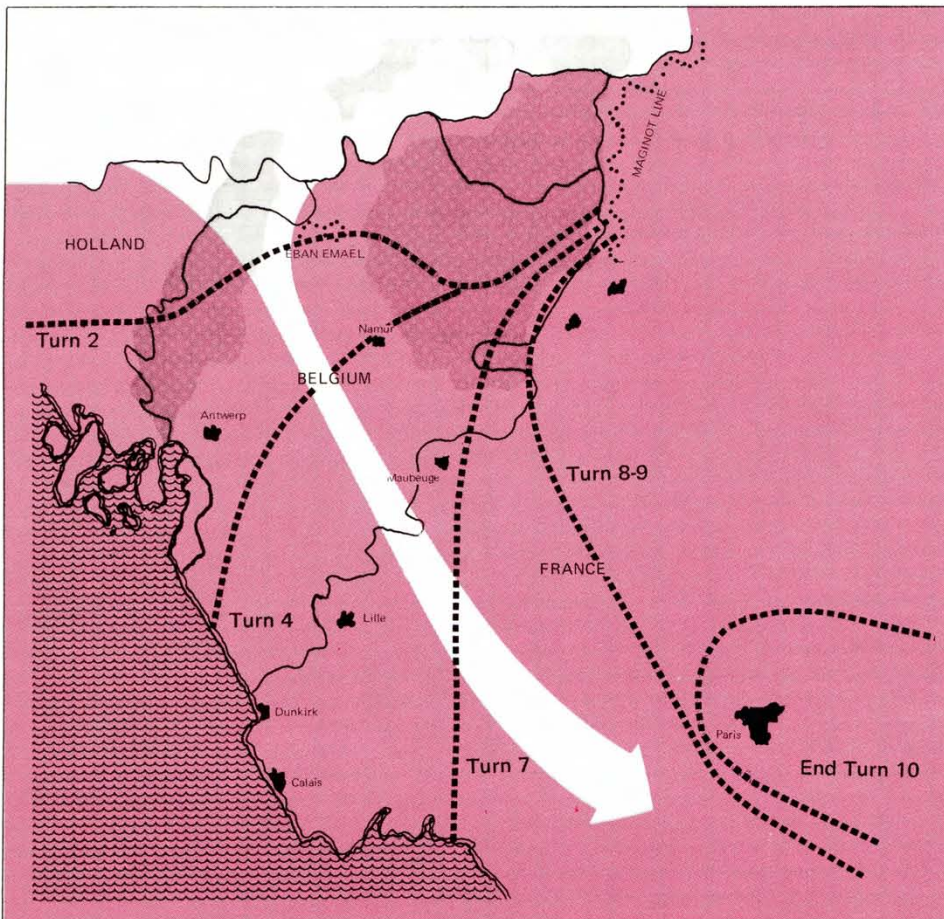 MAGINOT LINE
HOLLAND
EBAN EMAEL
Turn 2
Namur
BELGIUM
Antwerp
Maubeuge
Turn 8-9
FRANCE
Turn 4
Lille
Dunkirk
Paris
Turn 7
End Turn 10
Calais